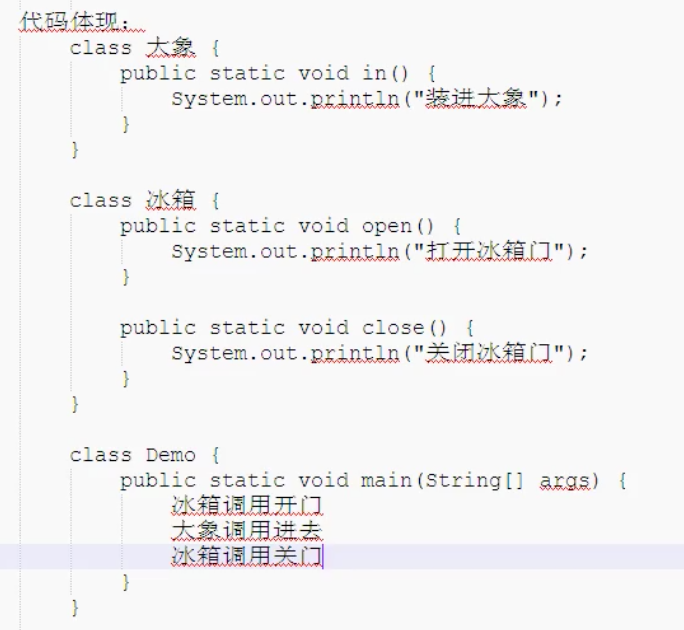 代码体现：
class 大象 {
public static void in() {
System.out.println("装进大象");
}
}
class 冰箱 {
public static void open() {
System.out.println("打开冰箱门");
}
public static void close() {
System.out.println("关闭冰箱门");
}
}
class Demo {
public static void main(String[] args) {
冰箱调用开门
大象调用进去
冰箱调用关门
}
}